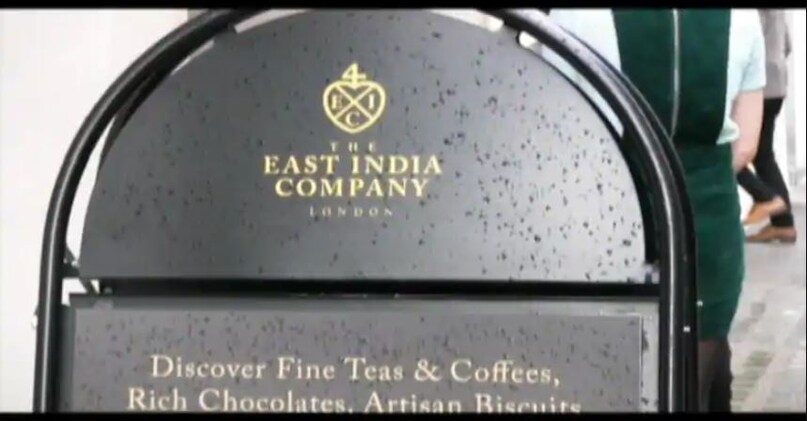 4
E I
C
THE
EAST INDIA
COMPANY
LONDON
Discover Fine Teas & Coffees,
Rich Chocolates, Artisan Biscuits